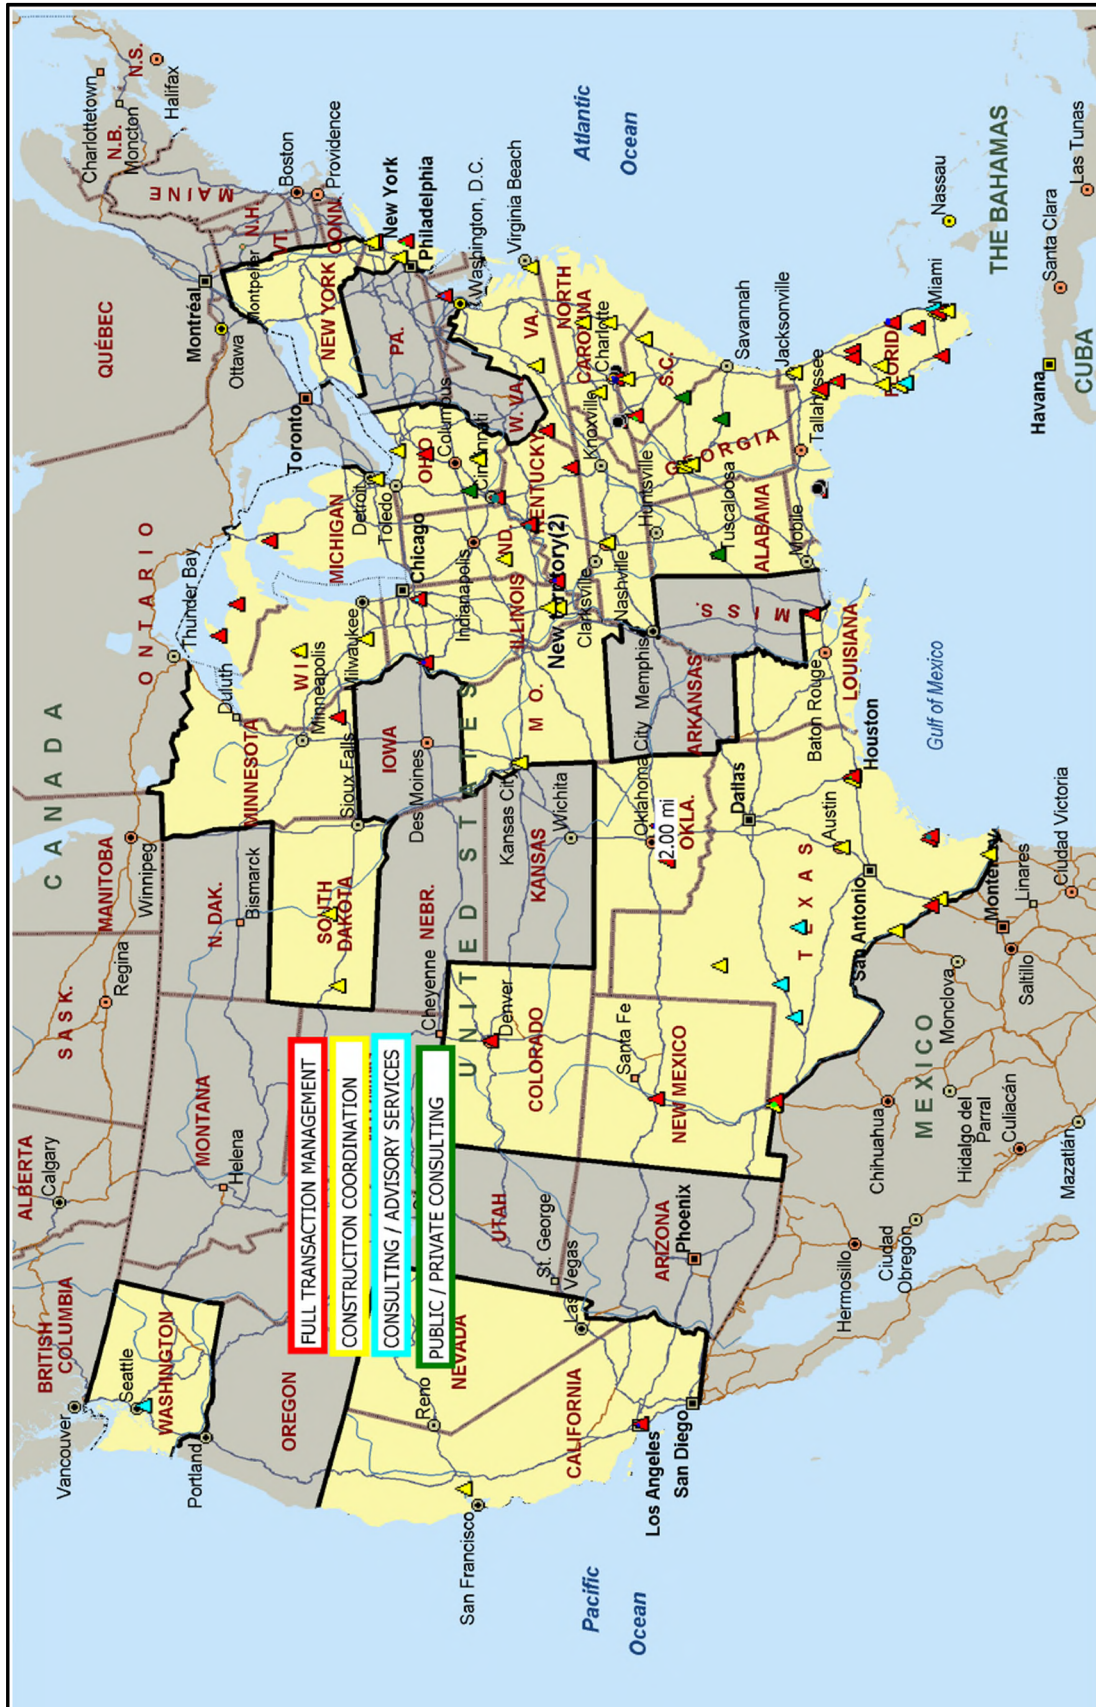 CANADA
BRITISH
COLUMBIA
ALBERTA
SASK.
MANITOBA
ONTARIO
QUÉBEC
N.B.
N.S.
Charlottetown
Moncton
Halifax
Vancouver
Calgary
Regina
Winnipeg
Thunder Bay
Ottawa
Montréal
Toronto
Seattle
WASHINGTON
Portland
OREGON
MONTANA
Helena
N. DAK.
Bismarck
SOUTH
DAKOTA
MINNESOTA
Duluth
Minneapolis
Sioux Falls
WI
Milwaukee
MICHIGAN
Detroit
Toledo
MAINE
VT.
N.H.
Montpelier
Boston
Providence
CONN.
NEW YORK
New York
Philadelphia
PA.
FULL TRANSACTION MANAGEMENT
CONSTRUCITON COORDINATION
CONSULTING / ADVISORY SERVICES
PUBLIC / PRIVATE CONSULTING
Cheyenne
NEBR.
IOWA
Des Moines
Chicago
OHIO
Columbus
Cincinnati
Washington, D.C.
W. VA.
VA.
Virginia Beach
UNITED STATES
NEVADA
Reno
UTAH
COLORADO
Denver
KANSAS
Kansas City
Wichita
MO.
ILLINOIS
IND.
Indianapolis
KENTUCKY
New Territory(2)
San Francisco
CALIFORNIA
Las Vegas
St. George
Santa Fe
NEW MEXICO
Oklahoma City
2.00 mi
OKLA.
ARKANSAS
Memphis
Clarksville
Nashville
Knoxville
NORTH
CAROLINA
Charlotte
S.C.
Los Angeles
San Diego
ARIZONA
Phoenix
TEXAS
Dallas
Austin
San Antonio
Houston
LOUISIANA
Baton Rouge
MISS.
ALABAMA
Huntsville
Tuscaloosa
Mobile
GEORGIA
Savannah
Jacksonville
Tallahassee
FLORIDA
Miami
Pacific
Ocean
Atlantic
Ocean
Gulf of Mexico
MEXICO
Hermosillo
Ciudad
Obregon
Chihuahua
Hidalgo del
Parral
Culiacán
Mazatlán
Monclova
Saltillo
Monterrey
Linares
Ciudad Victoria
Nassau
THE BAHAMAS
Havana
Santa Clara
Las Tunas
CUBA